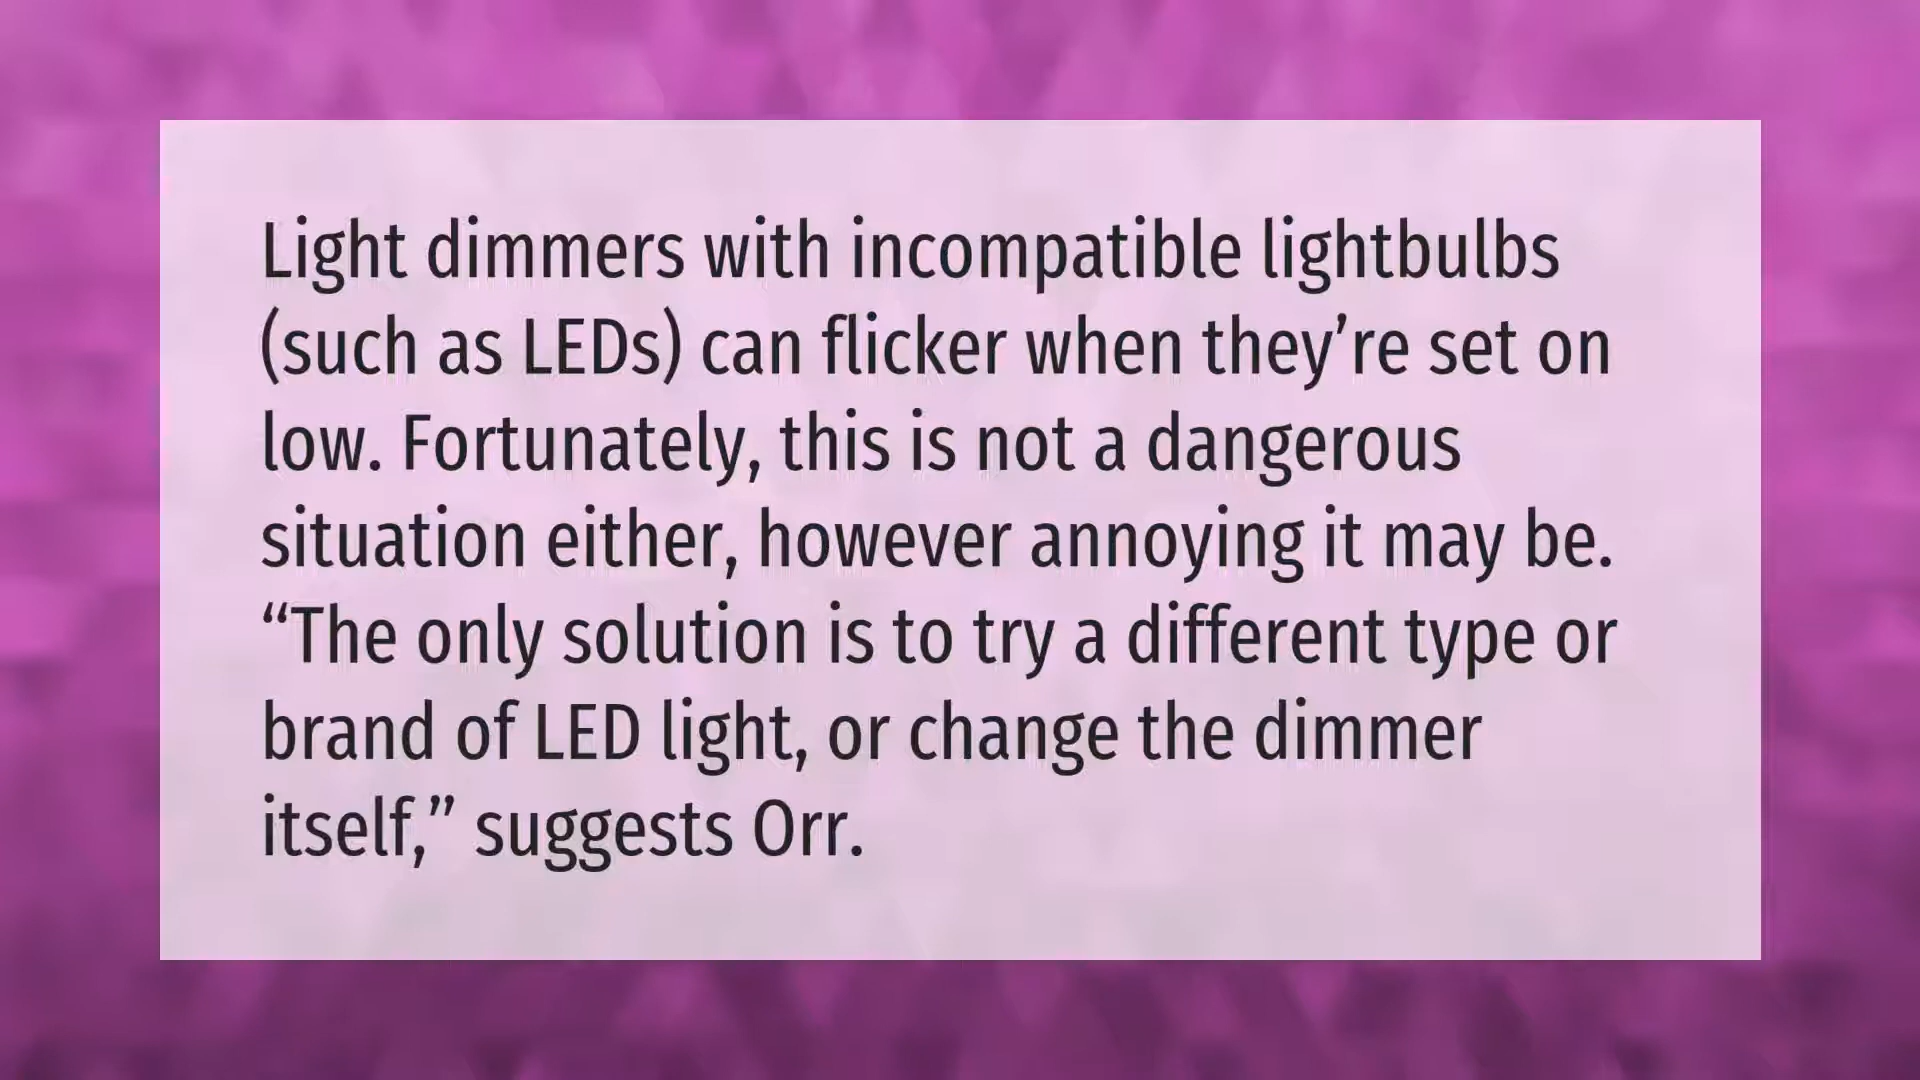 Light dimmers with incompatible lightbulbs
(such as LEDs) can flicker when they’re set on
low. Fortunately, this is not a dangerous
situation either, however annoying it may be.
“The only solution is to try a different type or
brand of LED light, or change the dimmer
itself,” suggests Orr.